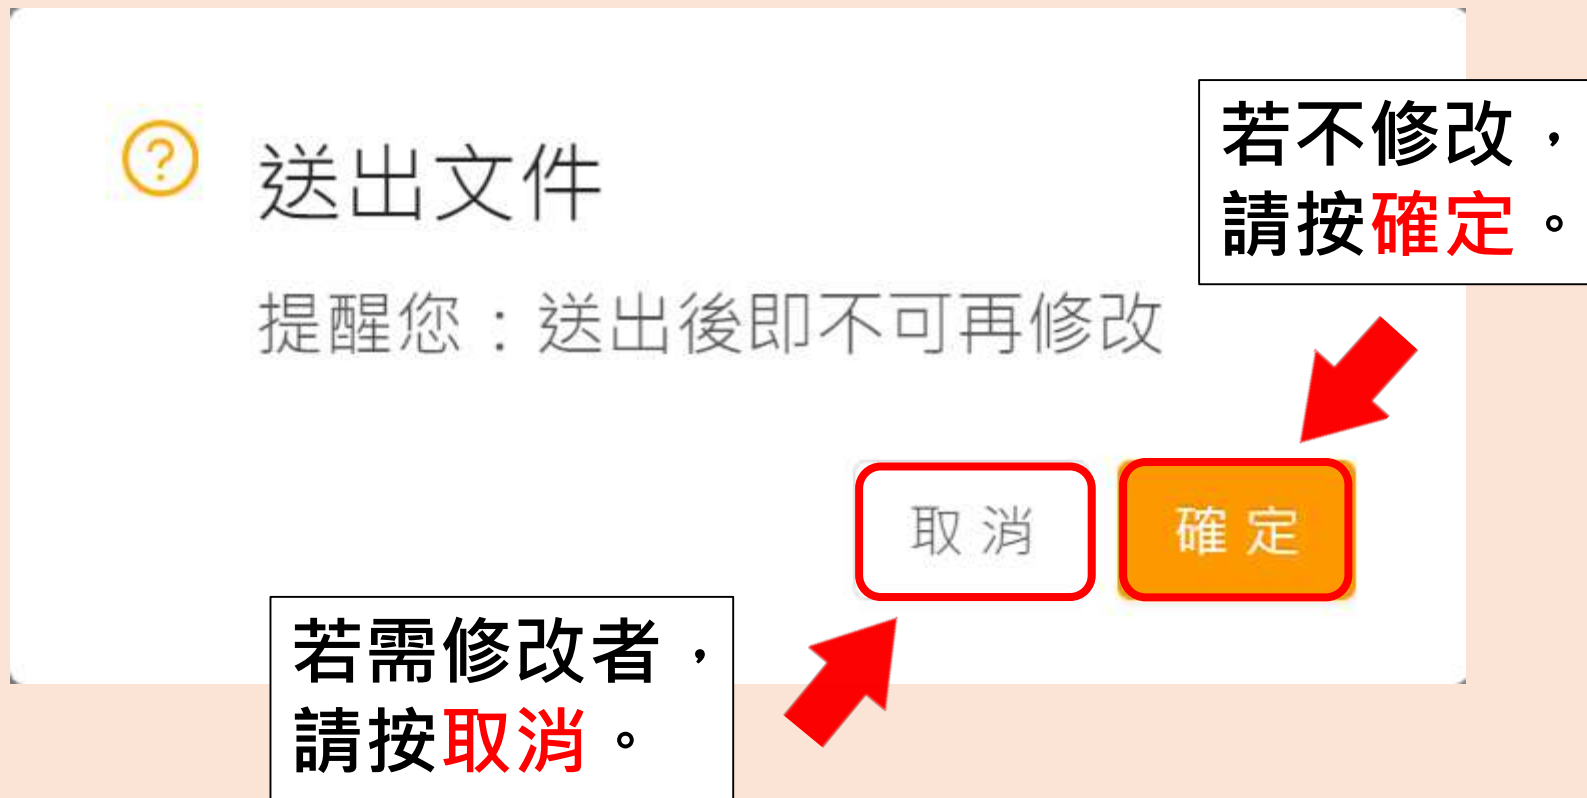 送出文件
提醒您：送出後即不可再修改
若不修改，
請按確定。
取消
確定
若需修改者，
請按取消。